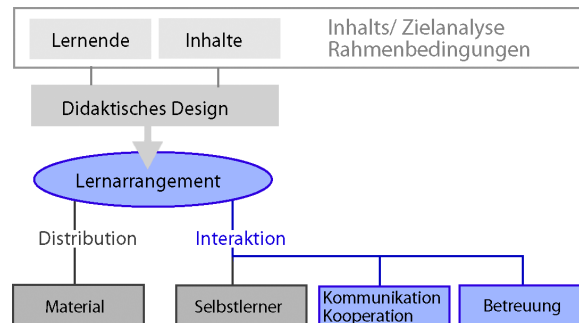 Lernende
Inhalte
Inhalts/ Zielanalyse
Rahmenbedingungen
Didaktisches Design
Lernarrangement
Distribution
Interaktion
Material
Selbstlerner
Kommunikation
Kooperation
Betreuung